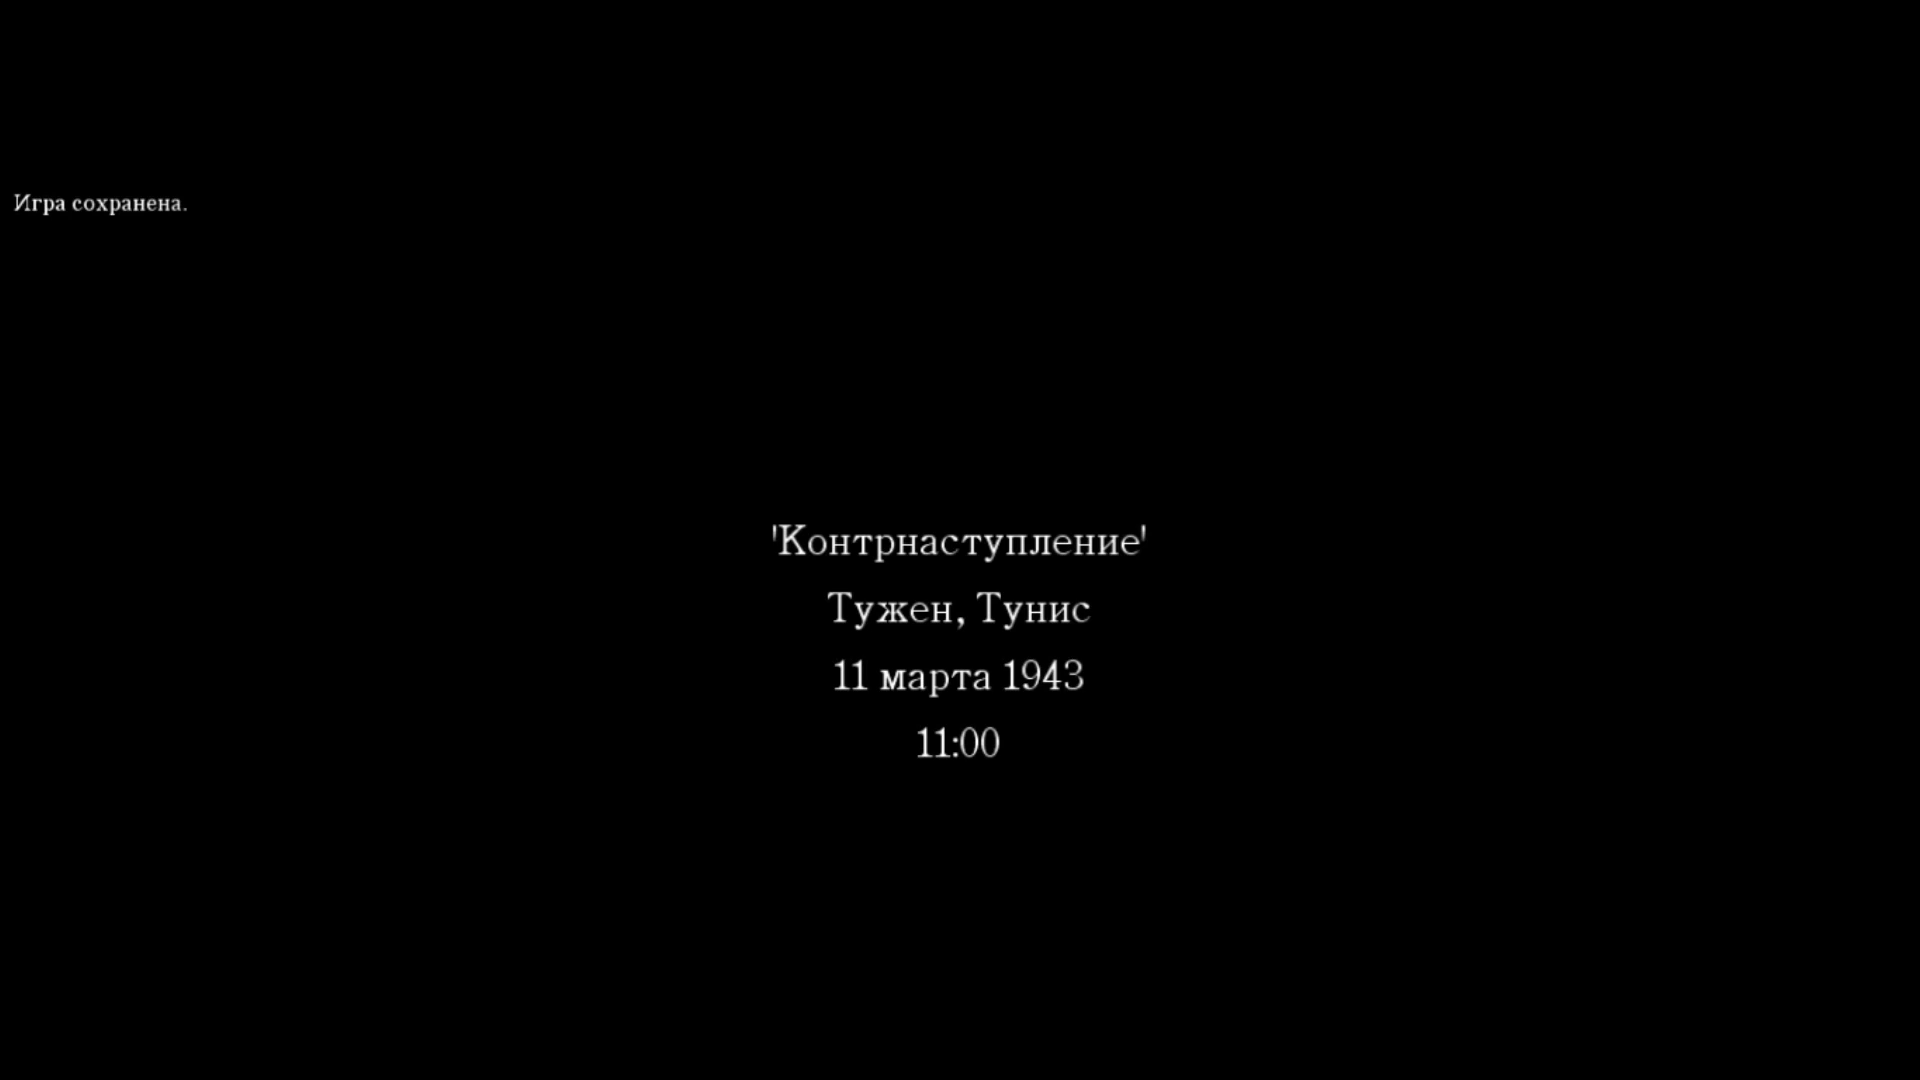 Игра сохранена.
'Контрнаступление'
Тужен, Тунис
11 марта 1943
11:00